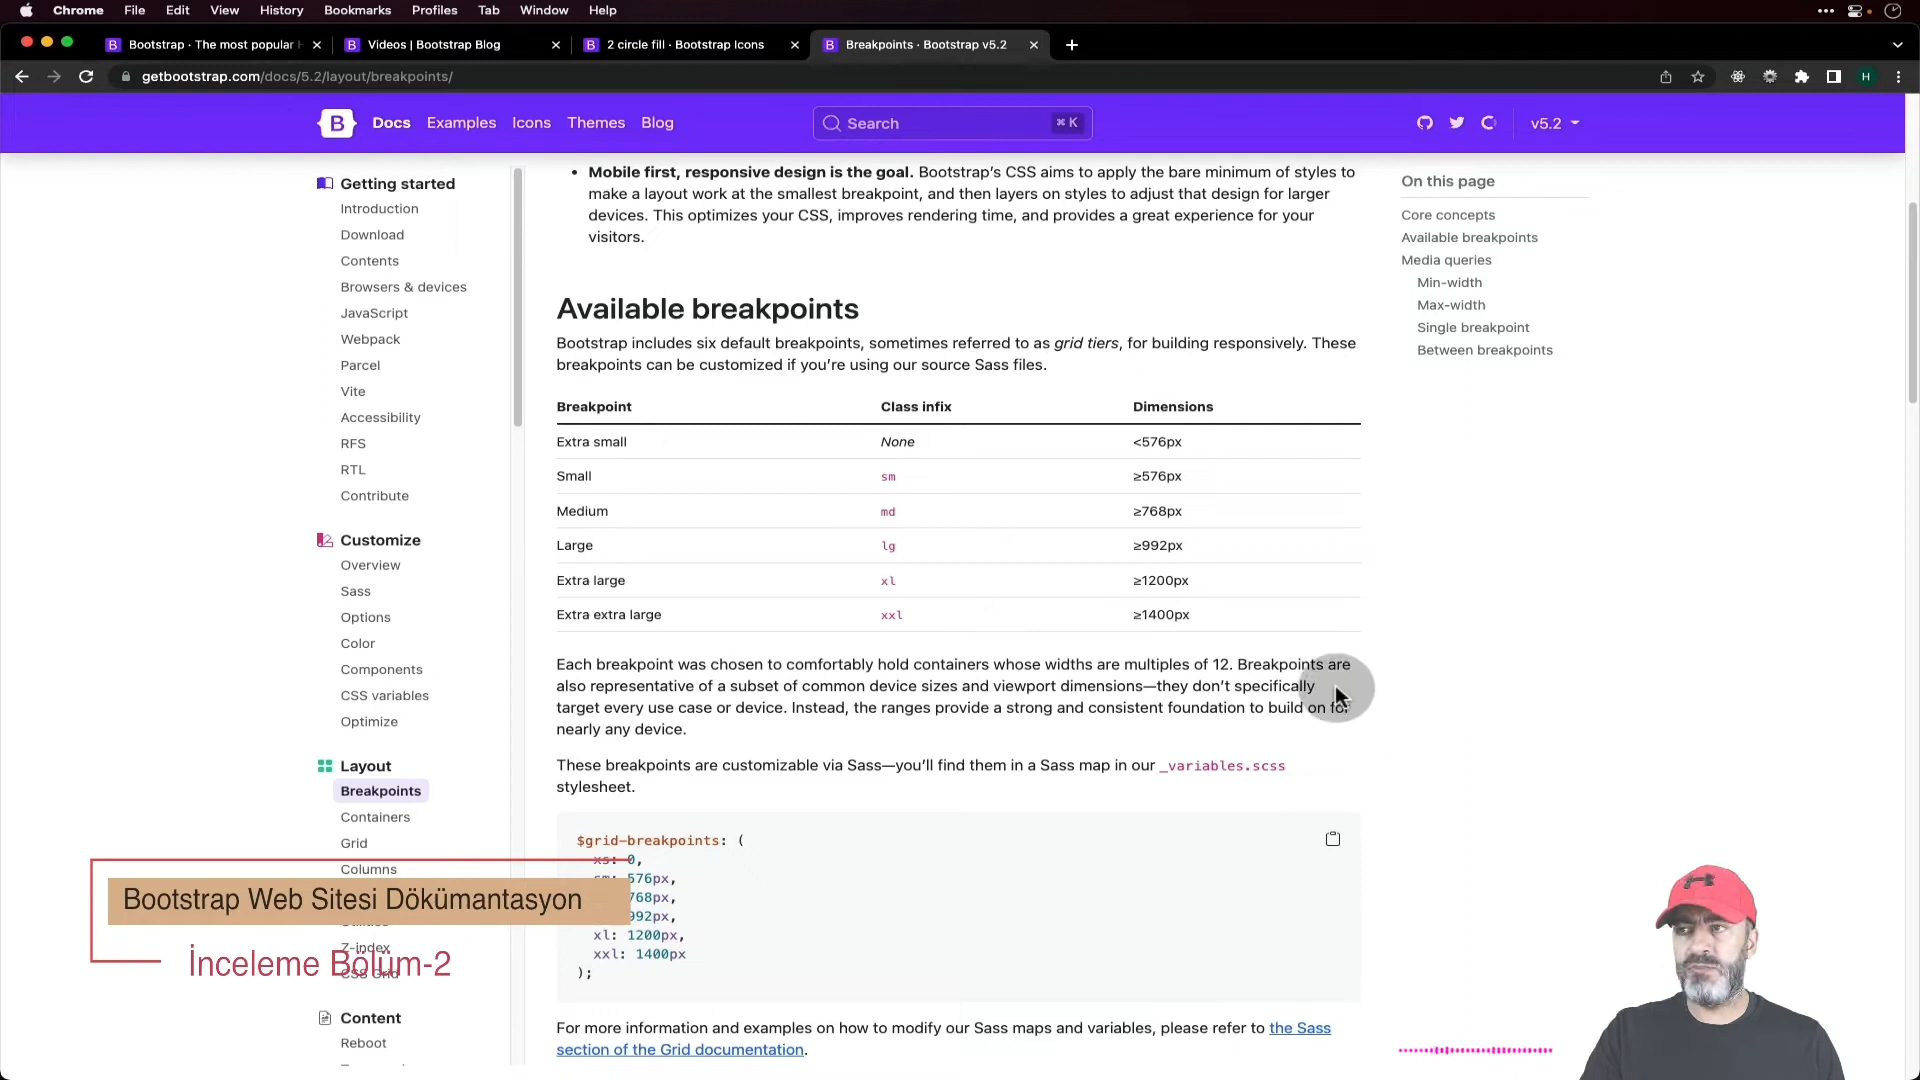 Chrome File Edit View History Bookmarks Profiles Tab Window Help
Bootstrap · The most popular H
Videos | Bootstrap Blog
2 circle fill · Bootstrap Icons
Breakpoints · Bootstrap v5.2
getbootstrap.com/docs/5.2/layout/breakpoints/
H
B Docs Examples Icons Themes Blog
Search ⌘ K
v5.2
Getting started
Introduction
Download
Contents
Browsers & devices
JavaScript
Webpack
Parcel
Vite
Accessibility
RFS
RTL
Contribute
Customize
Overview
Sass
Options
Color
Components
CSS variables
Optimize
Layout
Breakpoints
Containers
Grid
Columns
Z-index
CSS Grid
Content
Reboot
• Mobile first, responsive design is the goal. Bootstrap’s CSS aims to apply the bare minimum of styles to
make a layout work at the smallest breakpoint, and then layers on styles to adjust that design for larger
devices. This optimizes your CSS, improves rendering time, and provides a great experience for your
visitors.
Available breakpoints
Bootstrap includes six default breakpoints, sometimes referred to as grid tiers, for building responsively. These
breakpoints can be customized if you’re using our source Sass files.
Breakpoint Class infix Dimensions
Extra small None <576px
Small sm ≥576px
Medium md ≥768px
Large lg ≥992px
Extra large xl ≥1200px
Extra extra large xxl ≥1400px
Each breakpoint was chosen to comfortably hold containers whose widths are multiples of 12. Breakpoints are
also representative of a subset of common device sizes and viewport dimensions—they don’t specifically
target every use case or device. Instead, the ranges provide a strong and consistent foundation to build on for
nearly any device.
These breakpoints are customizable via Sass—you’ll find them in a Sass map in our _variables.scss
stylesheet.
$grid-breakpoints: (
xs: 0,
sm: 576px,
768px,
992px,
xl: 1200px,
xxl: 1400px
);
For more information and examples on how to modify our Sass maps and variables, please refer to the Sass
section of the Grid documentation.
On this page
Core concepts
Available breakpoints
Media queries
Min-width
Max-width
Single breakpoint
Between breakpoints
Bootstrap Web Sitesi Dökümantasyon
İnceleme Bölüm-2